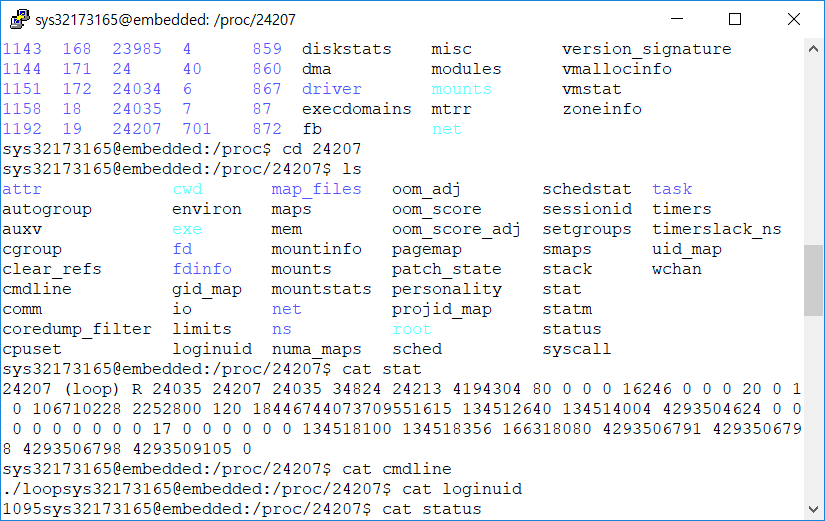 sys32173165@embedded: /proc/24207
1143 168 23985 4 859 diskstats misc version_signature
1144 171 24 40 860 dma modules vmallocinfo
1151 172 24034 6 867 driver mounts vmstat
1158 18 24035 7 87 execdomains mtrr zoneinfo
1192 19 24207 701 872 fb net
sys32173165@embedded:/proc$ cd 24207
sys32173165@embedded:/proc/24207$ ls
attr cwd map_files oom_adj schedstat task
autogroup environ maps oom_score sessionid timers
auxv exe mem oom_score_adj setgroups timerslack_ns
cgroup fd mountinfo pagemap smaps uid_map
clear_refs fdinfo mounts patch_state stack wchan
cmdline gid_map mountstats personality stat
comm io net projid_map statm
coredump_filter limits ns root status
cpuset loginuid numa_maps sched syscall
sys32173165@embedded:/proc/24207$ cat stat
24207 (loop) R 24035 24207 24035 34824 24213 4194304 80 0 0 0 16246 0 0 0 20 0 1
0 106710228 2252800 120 18446744073709551615 134512640 134514004 4293504624 0 0
0 0 0 0 0 0 0 17 0 0 0 0 0 0 134518100 134518356 166318080 4293506791 429350679
8 4293506798 4293509105 0
sys32173165@embedded:/proc/24207$ cat cmdline
./loopsys32173165@embedded:/proc/24207$ cat loginuid
1095sys32173165@embedded:/proc/24207$ cat status